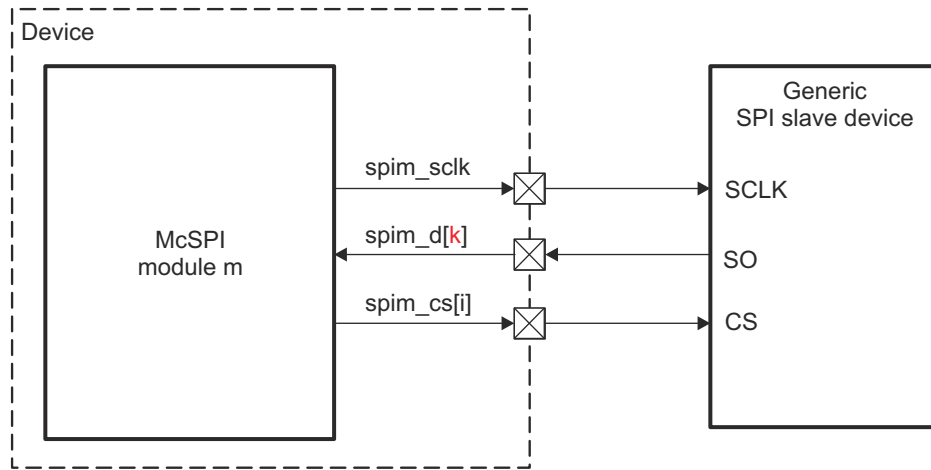 Device
Generic
SPI slave device
spim_sclk
SCLK
McSPI
module m
spim_d[k]
SO
spim_cs[i]
CS